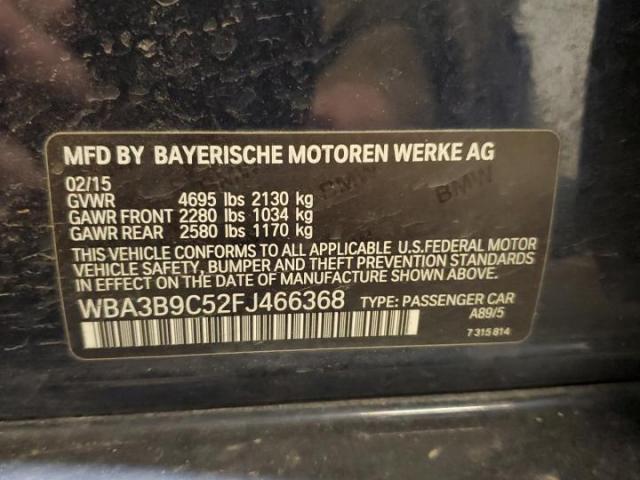 MFD BY BAYERISCHE MOTOREN WERKE AG
02/15
GVWR 4695 lbs 2130 kg
GAWR FRONT 2280 lbs 1034 kg
GAWR REAR 2580 lbs 1170 kg
THIS VEHICLE CONFORMS TO ALL APPLICABLE U.S.FEDERAL MOTOR
VEHICLE SAFETY, BUMPER AND THEFT PREVENTION STANDARDS
IN EFFECT ON THE DATE OF MANUFACTURE SHOWN ABOVE.
WBA3B9C52FJ466368 TYPE: PASSENGER CAR
A89/5
7 315 814
BMW
BMW